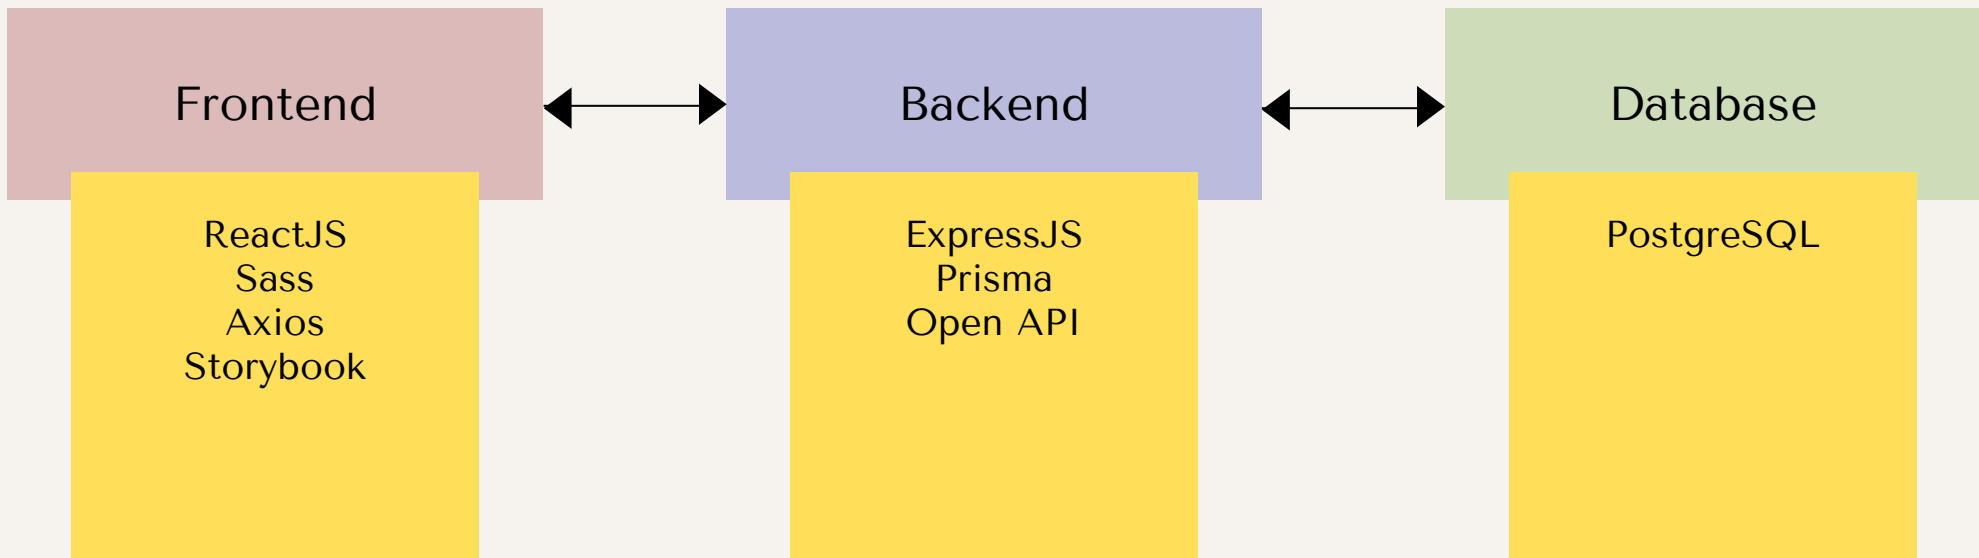 Frontend
Backend
Database
ReactJS
Sass
Axios
Storybook
ExpressJS
Prisma
Open API
PostgreSQL